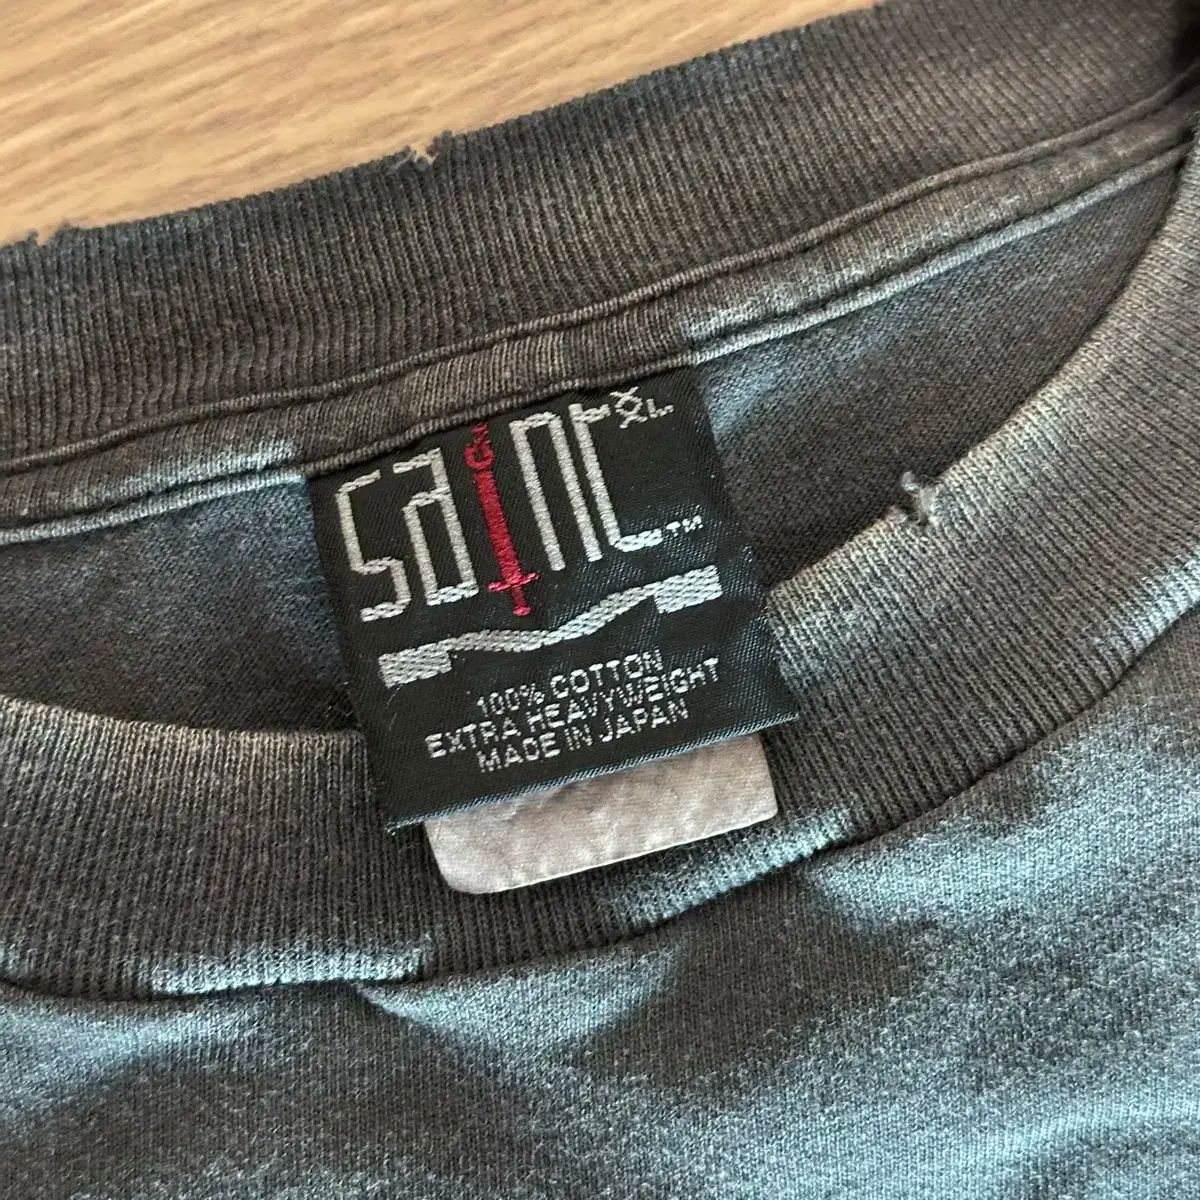 SAINT XL
™
100% COTTON
EXTRA HEAVYWEIGHT
MADE IN JAPAN